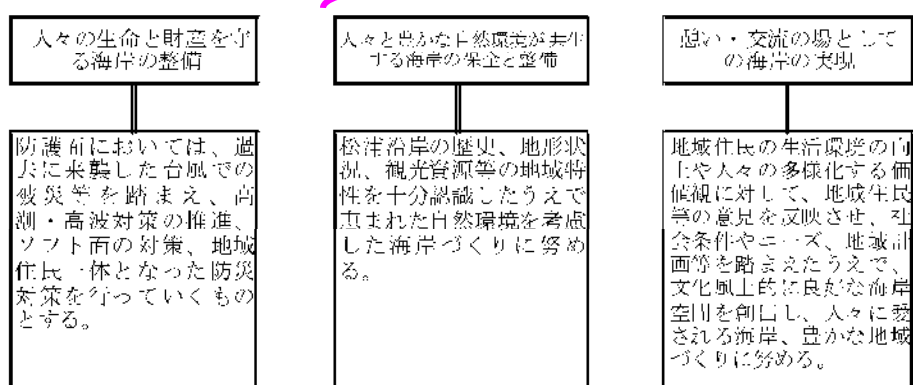 人々の生命と財産を守
る海岸の整備
防護面においては、過
去に来襲した台風での
被災等を踏まえ、高
潮・高波対策の推進、
ソフト面の対策、地域
住民一体となった防災
対策を行っていくもの
とする。
人々と豊かな自然環境が共生
する海岸の保全と整備
松浦沿岸の歴史、地形状
況、観光資源等の地域特
性を十分認識したうえで
恵まれた自然環境を考慮
した海岸づくりに努め
る。
憩い・交流の場として
の海岸の実現
地域住民の生活環境の向
上や人々の多様化する価
値観に対して、地域住民
等の意見を反映させ、社
会条件やニーズ、地域計
画等を踏まえたうえで、
文化風土的に良好な海岸
空間を創出し、人々に愛
される海岸、豊かな地域
づくりに努める。